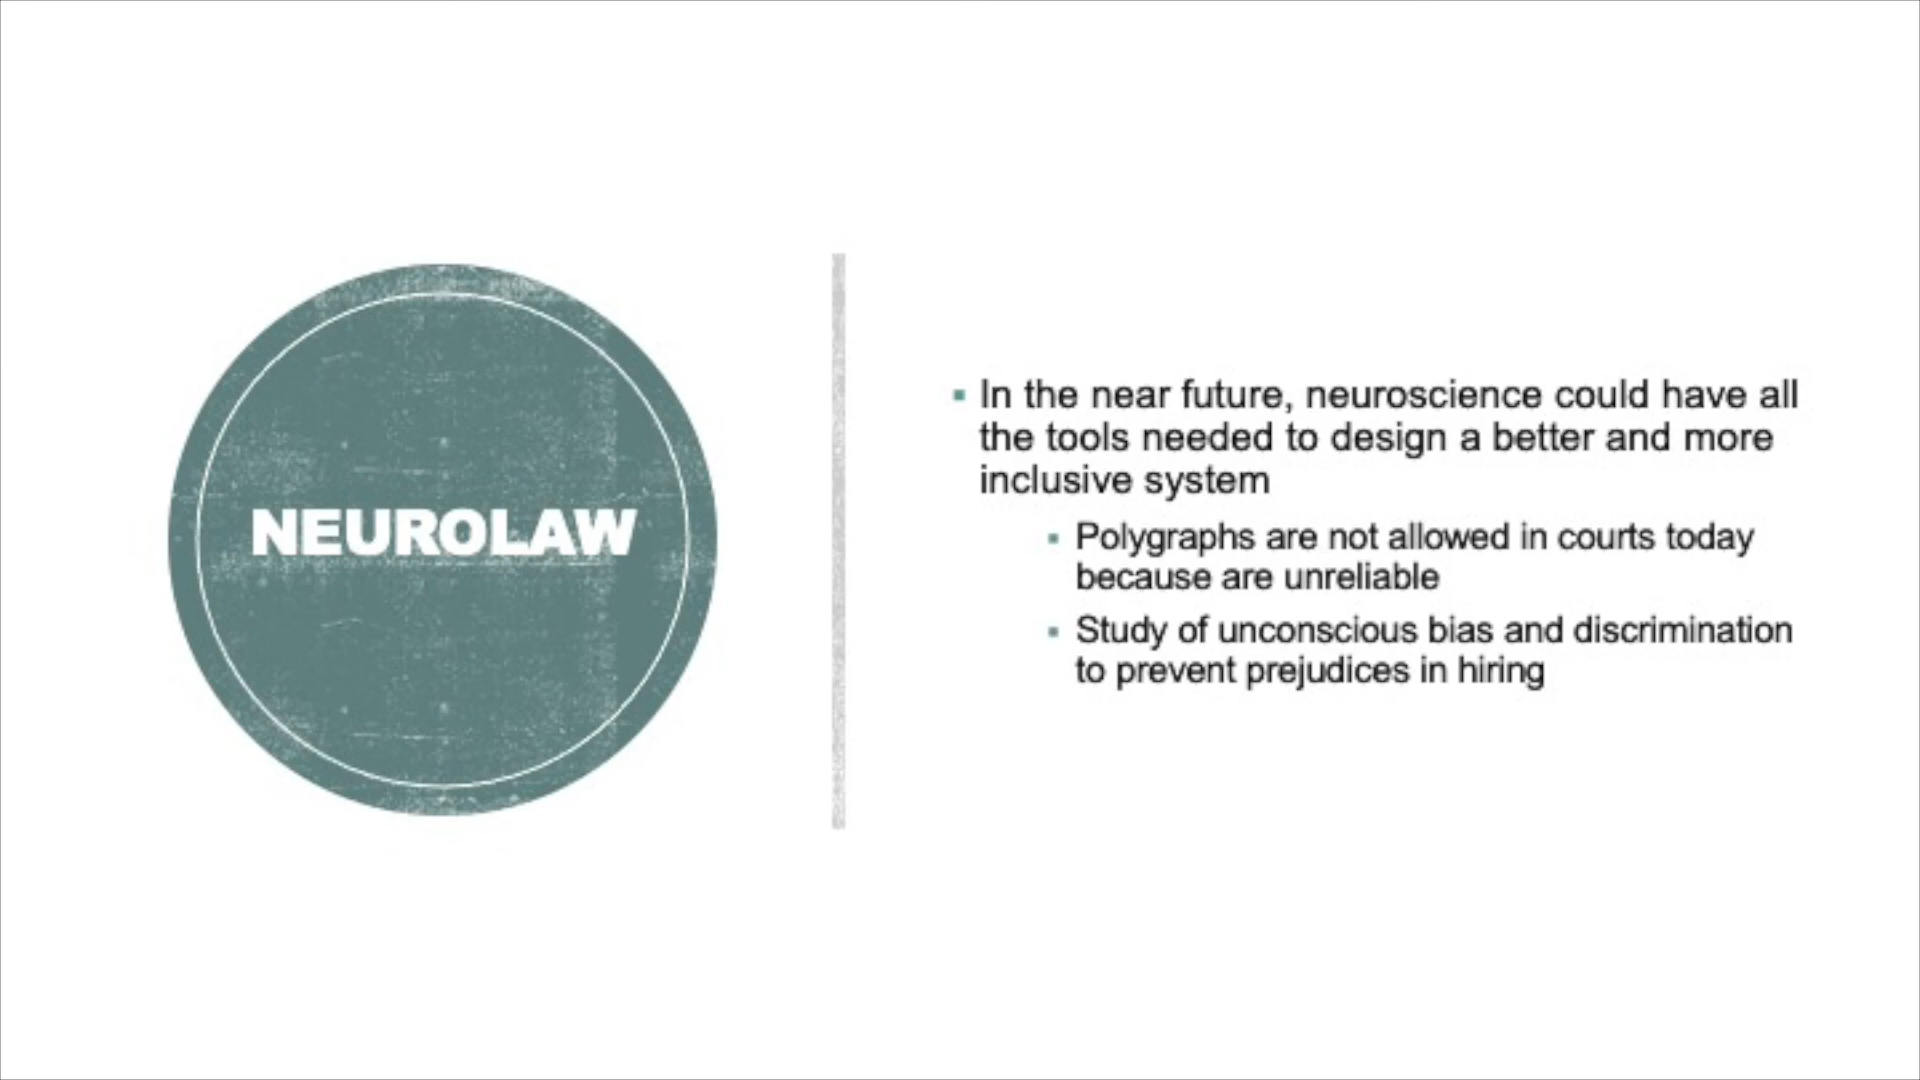 NEUROLAW
In the near future, neuroscience could have all
the tools needed to design a better and more
inclusive system
Polygraphs are not allowed in courts today
because are unreliable
Study of unconscious bias and discrimination
to prevent prejudices in hiring